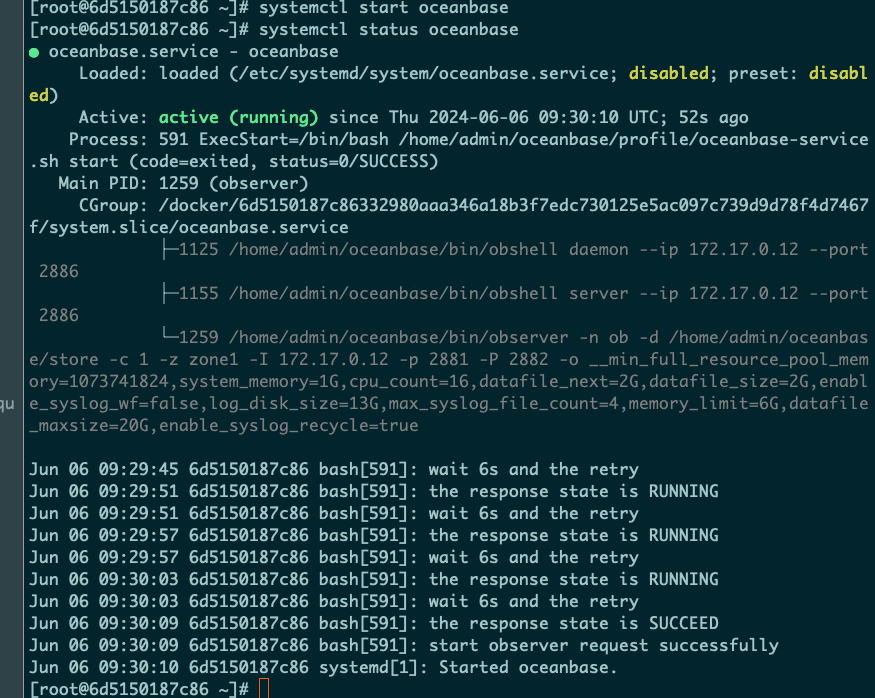 [root@6d5150187c86 ~]# systemctl start oceanbase
[root@6d5150187c86 ~]# systemctl status oceanbase
● oceanbase.service - oceanbase
     Loaded: loaded (/etc/systemd/system/oceanbase.service; disabled; preset: disabl
ed)
     Active: active (running) since Thu 2024-06-06 09:30:10 UTC; 52s ago
    Process: 591 ExecStart=/bin/bash /home/admin/oceanbase/profile/oceanbase-service
.sh start (code=exited, status=0/SUCCESS)
   Main PID: 1259 (observer)
     CGroup: /docker/6d5150187c86332980aaa346a18b3f7edc730125e5ac097c739d9d78f4d7467
f/system.slice/oceanbase.service
             ├─1125 /home/admin/oceanbase/bin/obshell daemon --ip 172.17.0.12 --port
 2886
             ├─1155 /home/admin/oceanbase/bin/obshell server --ip 172.17.0.12 --port
 2886
             └─1259 /home/admin/oceanbase/bin/observer -n ob -d /home/admin/oceanbas
e/store -c 1 -z zone1 -I 172.17.0.12 -p 2881 -P 2882 -o __min_full_resource_pool_mem
ory=1073741824,system_memory=1G,cpu_count=16,datafile_next=2G,datafile_size=2G,enabl
qu
e_syslog_wf=false,log_disk_size=13G,max_syslog_file_count=4,memory_limit=6G,datafile
_maxsize=20G,enable_syslog_recycle=true

Jun 06 09:29:45 6d5150187c86 bash[591]: wait 6s and the retry
Jun 06 09:29:51 6d5150187c86 bash[591]: the response state is RUNNING
Jun 06 09:29:51 6d5150187c86 bash[591]: wait 6s and the retry
Jun 06 09:29:57 6d5150187c86 bash[591]: the response state is RUNNING
Jun 06 09:29:57 6d5150187c86 bash[591]: wait 6s and the retry
Jun 06 09:30:03 6d5150187c86 bash[591]: the response state is RUNNING
Jun 06 09:30:03 6d5150187c86 bash[591]: wait 6s and the retry
Jun 06 09:30:09 6d5150187c86 bash[591]: the response state is SUCCEED
Jun 06 09:30:09 6d5150187c86 bash[591]: start observer request successfully
Jun 06 09:30:10 6d5150187c86 systemd[1]: Started oceanbase.
[root@6d5150187c86 ~]#